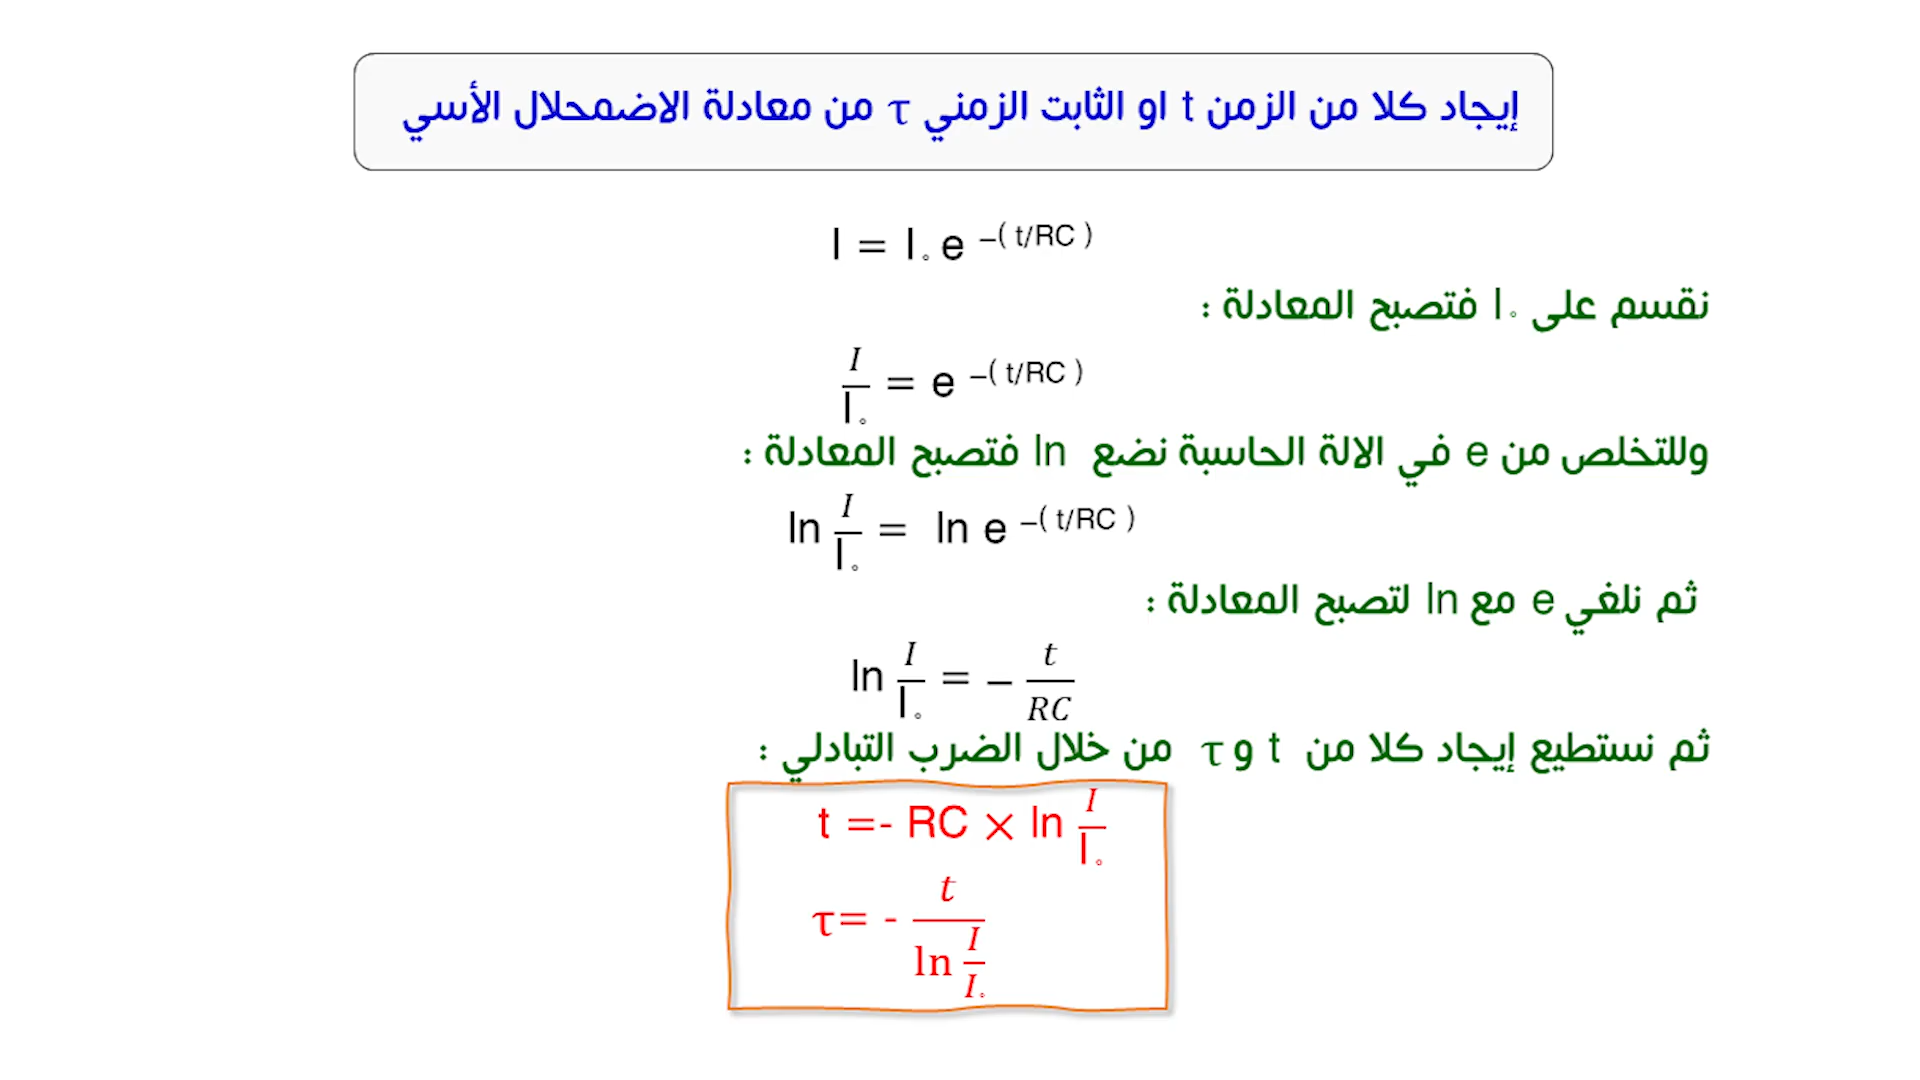 إيجاد كلا من الزمن t او الثابت الزمني τ من معادلة الاضمحلال الأسي
I = I。e −( t/RC )
نقسم على I。 فتصبح المعادلة :
I/I。 = e −( t/RC )
وللتخلص من e في الالة الحاسبة نضع ln فتصبح المعادلة :
ln I/I。 = ln e −( t/RC )
ثم نلغي e مع ln لتصبح المعادلة :
ln I/I。 = − t/RC
ثم نستطيع إيجاد كلا من t و τ من خلال الضرب التبادلي :
t =- RC × ln I/I。
τ= - t/ln I/I。